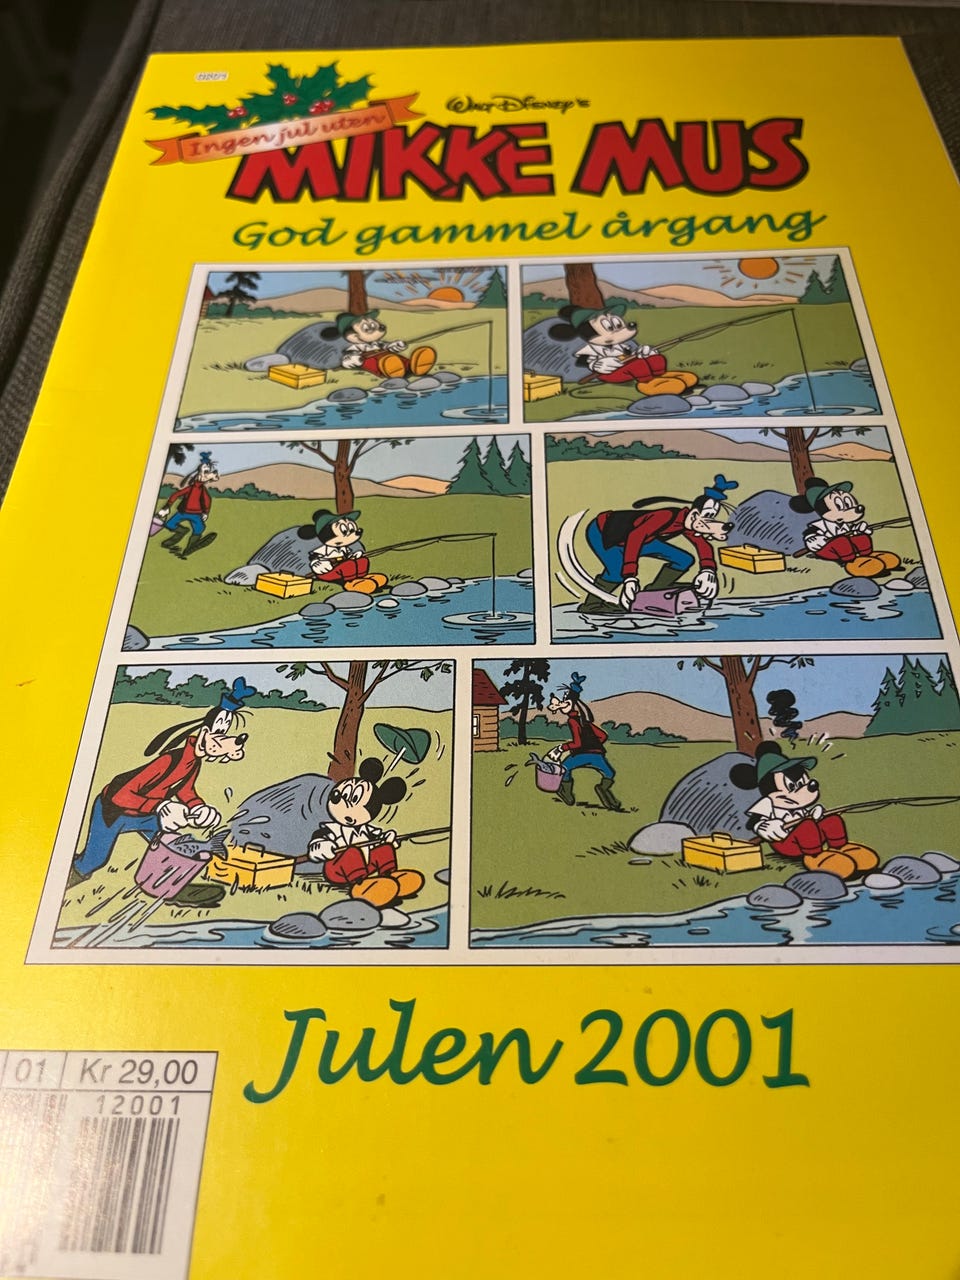 Ingen jul uten
Walt Disney's
MIKKE MUS
God gammel årgang
Julen 2001
01
Kr 29,00
12001